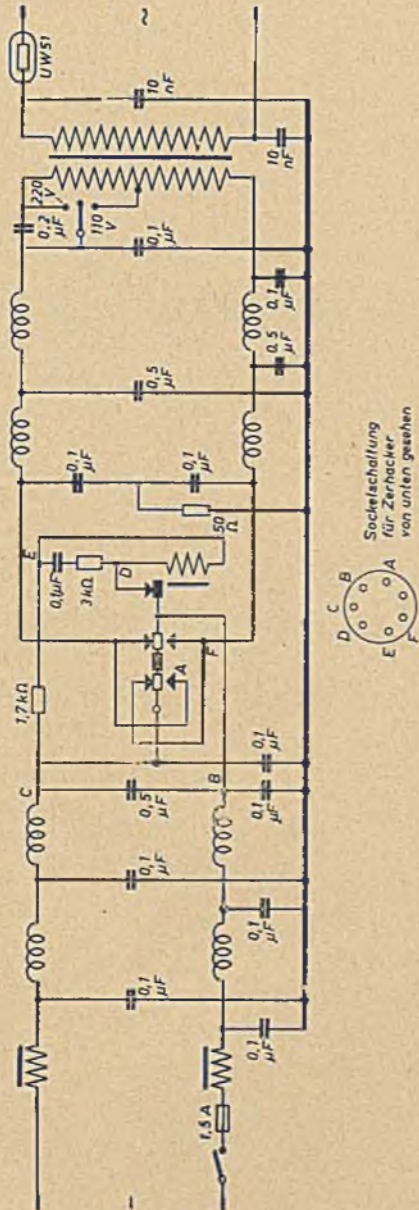 –
1,5 A
0,1
µF
0,1
µF
0,1
µF
0,1
µF
C
B
0,5
µF
0,1
µF
0,1
µF
1,7 kΩ
A
F
E
0,1µF
3kΩ
D
50
Ω
0,1
µF
0,1
µF
0,5
µF
0,5
µF
0,1
µF
0,2
µF
220
V
110
V
0,1
µF
10
nF
10
nF
UW51
~
D
C
B
E
A
F
Sockelschaltung
für Zerhacker
von unten gesehen